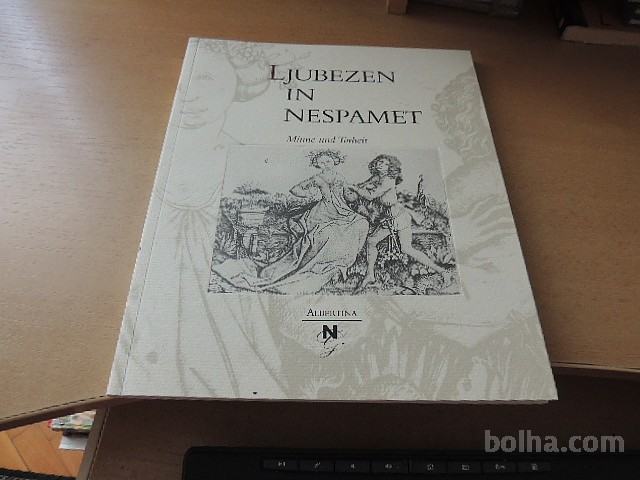 LJUBEZEN
IN
NESPAMET
Minne und Torheit
ALBERTINA
N
bolha.com